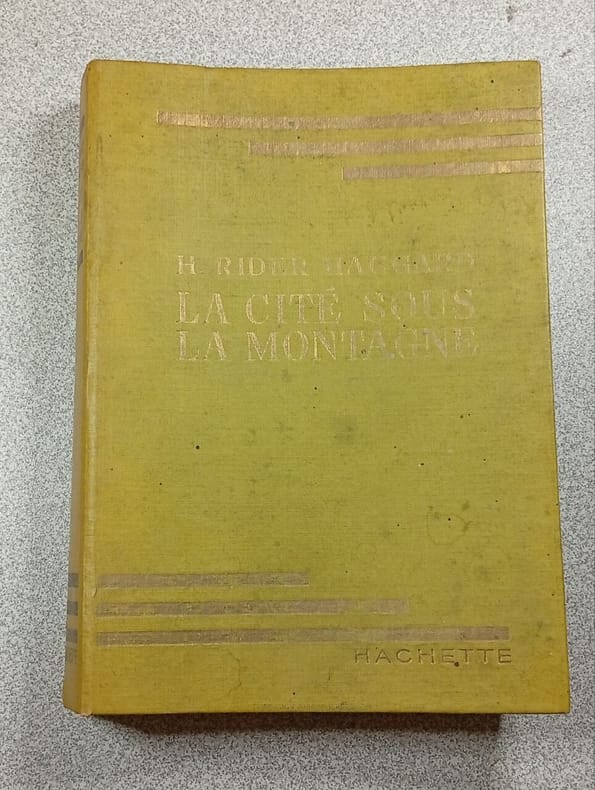 H. RIDER HAGGARD
LA CITÉ SOUS
LA MONTAGNE
HACHETTE